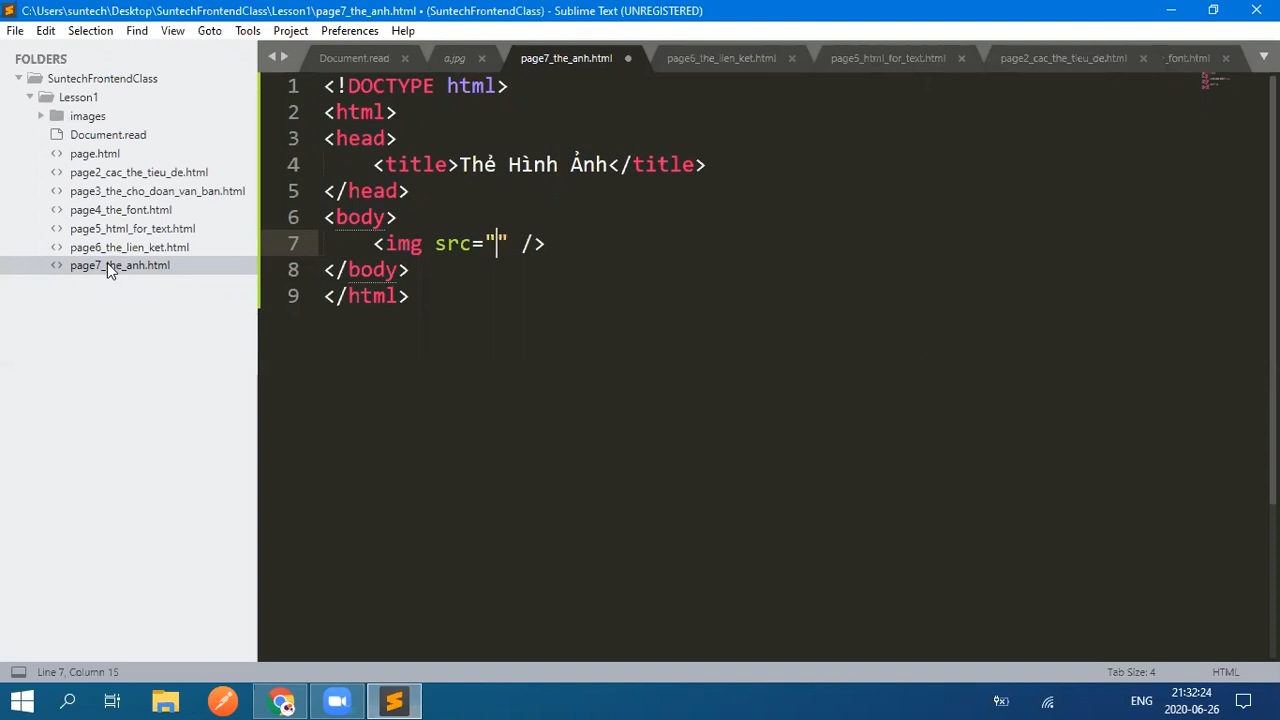 C:\Users\suntech\Desktop\SuntechFrontendClass\Lesson1\page7_the_anh.html • (SuntechFrontendClass) - Sublime Text (UNREGISTERED)
File Edit Selection Find View Goto Tools Project Preferences Help
FOLDERS
SuntechFrontendClass
Lesson1
images
Document.read
page.html
page2_cac_the_tieu_de.html
page3_the_cho_doan_van_ban.html
page4_the_font.html
page5_html_for_text.html
page6_the_lien_ket.html
page7_the_anh.html
Document.read a.jpg page7_the_anh.html page6_the_lien_ket.html page5_html_for_text.html page2_cac_the_tieu_de.html _font.html
1 <!DOCTYPE html>
2 <html>
3 <head>
4 <title>Thẻ Hình Ảnh</title>
5 </head>
6 <body>
7 <img src="" />
8 </body>
9 </html>
Line 7, Column 15 Tab Size: 4 HTML
ENG
21:32:24
2020-06-26